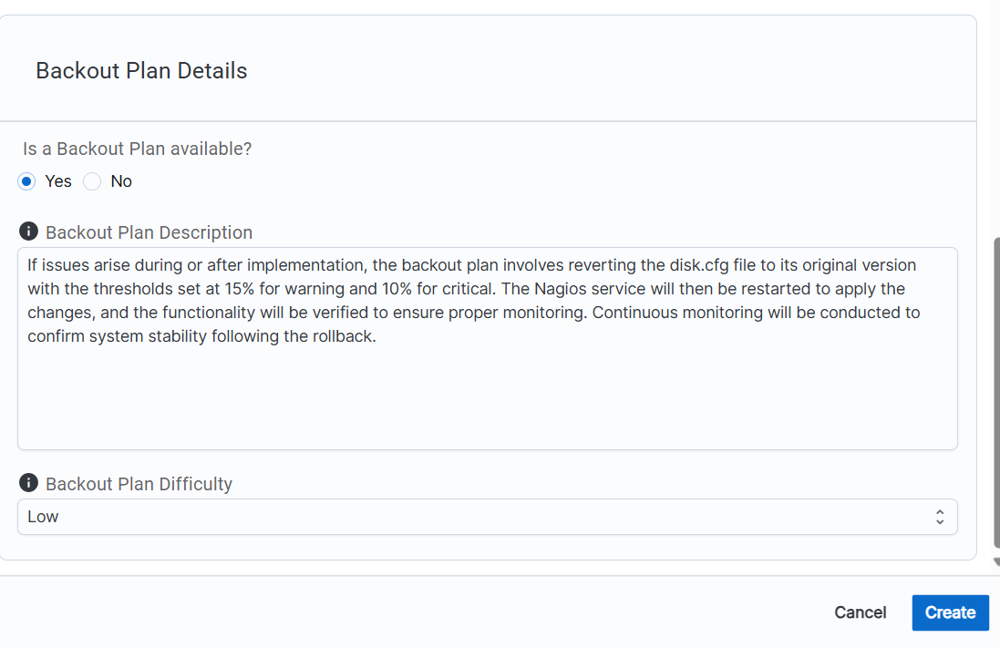 Backout Plan Details
Is a Backout Plan available?
Yes No
Backout Plan Description
If issues arise during or after implementation, the backout plan involves reverting the disk.cfg file to its original version
with the thresholds set at 15% for warning and 10% for critical. The Nagios service will then be restarted to apply the
changes, and the functionality will be verified to ensure proper monitoring. Continuous monitoring will be conducted to
confirm system stability following the rollback.
Backout Plan Difficulty
Low
Cancel Create